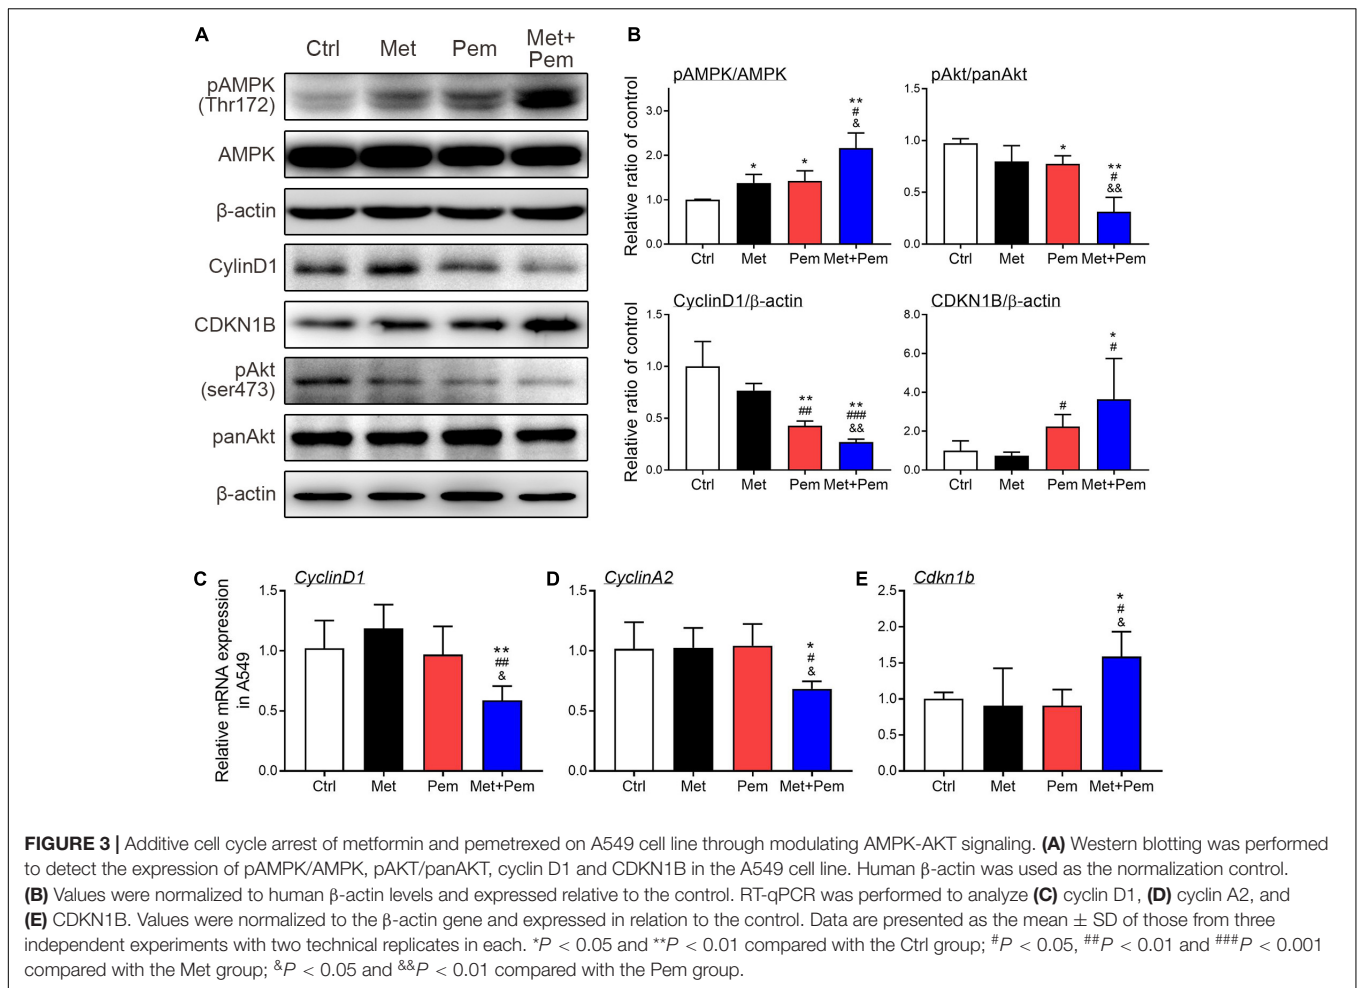 A
Ctrl Met Pem Met+
Pem
pAMPK
(Thr172)
AMPK
β-actin
CylinD1
CDKN1B
pAkt
(ser473)
panAkt
β-actin
B
pAMPK/AMPK
Relative ratio of control
3.0
2.0
1.0
0.0
*
*
**
#
&
Ctrl Met Pem Met+Pem
pAkt/panAkt
1.5
1.0
0.5
0.0
*
**
#
&&
Ctrl Met Pem Met+Pem
CyclinD1/β-actin
Relative ratio of control
1.5
1.0
0.5
0.0
**
##
**
###
&&
Ctrl Met Pem Met+Pem
CDKN1B/β-actin
8.0
6.0
4.0
2.0
0.0
#
*
#
Ctrl Met Pem Met+Pem
C
CyclinD1
Relative mRNA expression
in A549
1.5
1.0
0.5
0.0
**
##
&
Ctrl Met Pem Met+Pem
D
CyclinA2
1.5
1.0
0.5
0.0
*
#
&
Ctrl Met Pem Met+Pem
E
Cdkn1b
2.5
2.0
1.5
1.0
0.5
0.0
*
#
&
Ctrl Met Pem Met+Pem
FIGURE 3 | Additive cell cycle arrest of metformin and pemetrexed on A549 cell line through modulating AMPK-AKT signaling. (A) Western blotting was performed
to detect the expression of pAMPK/AMPK, pAKT/panAKT, cyclin D1 and CDKN1B in the A549 cell line. Human β-actin was used as the normalization control.
(B) Values were normalized to human β-actin levels and expressed relative to the control. RT-qPCR was performed to analyze (C) cyclin D1, (D) cyclin A2, and
(E) CDKN1B. Values were normalized to the β-actin gene and expressed in relation to the control. Data are presented as the mean ± SD of those from three
independent experiments with two technical replicates in each. *P < 0.05 and **P < 0.01 compared with the Ctrl group; #P < 0.05, ##P < 0.01 and ###P < 0.001
compared with the Met group; &P < 0.05 and &&P < 0.01 compared with the Pem group.